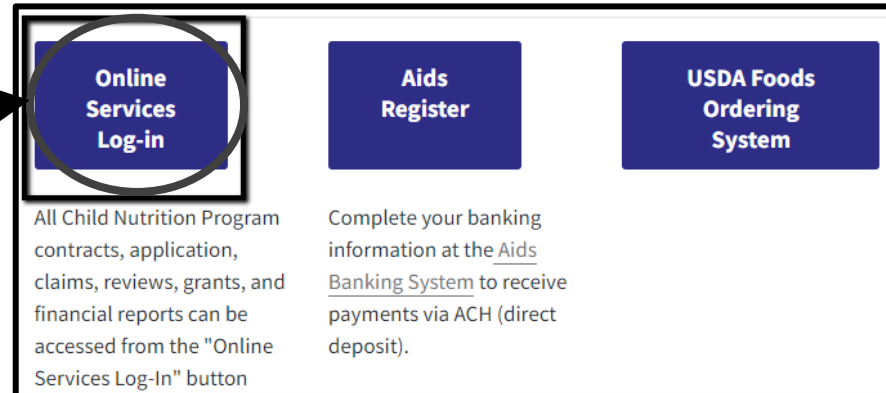 Online
Services
Log-in
Aids
Register
USDA Foods
Ordering
System
All Child Nutrition Program
contracts, application,
claims, reviews, grants, and
financial reports can be
accessed from the "Online
Services Log-In" button
Complete your banking
information at the Aids
Banking System to receive
payments via ACH (direct
deposit).